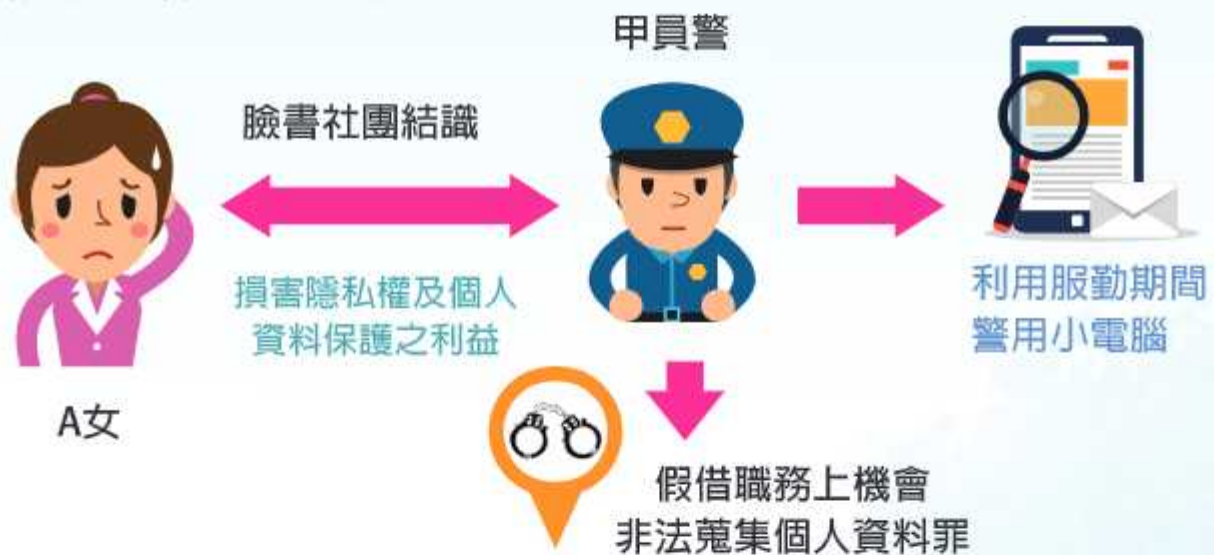 甲員警
臉書社團結識
損害隱私權及個人
資料保護之利益
利用服勤期間
警用小電腦
A女
假借職務上機會
非法蒐集個人資料罪